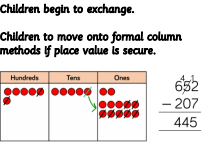 Children begin to exchange.
Children to move onto formal column
methods if place value is secure.
Hundreds Tens Ones
4 1
652
- 207
445